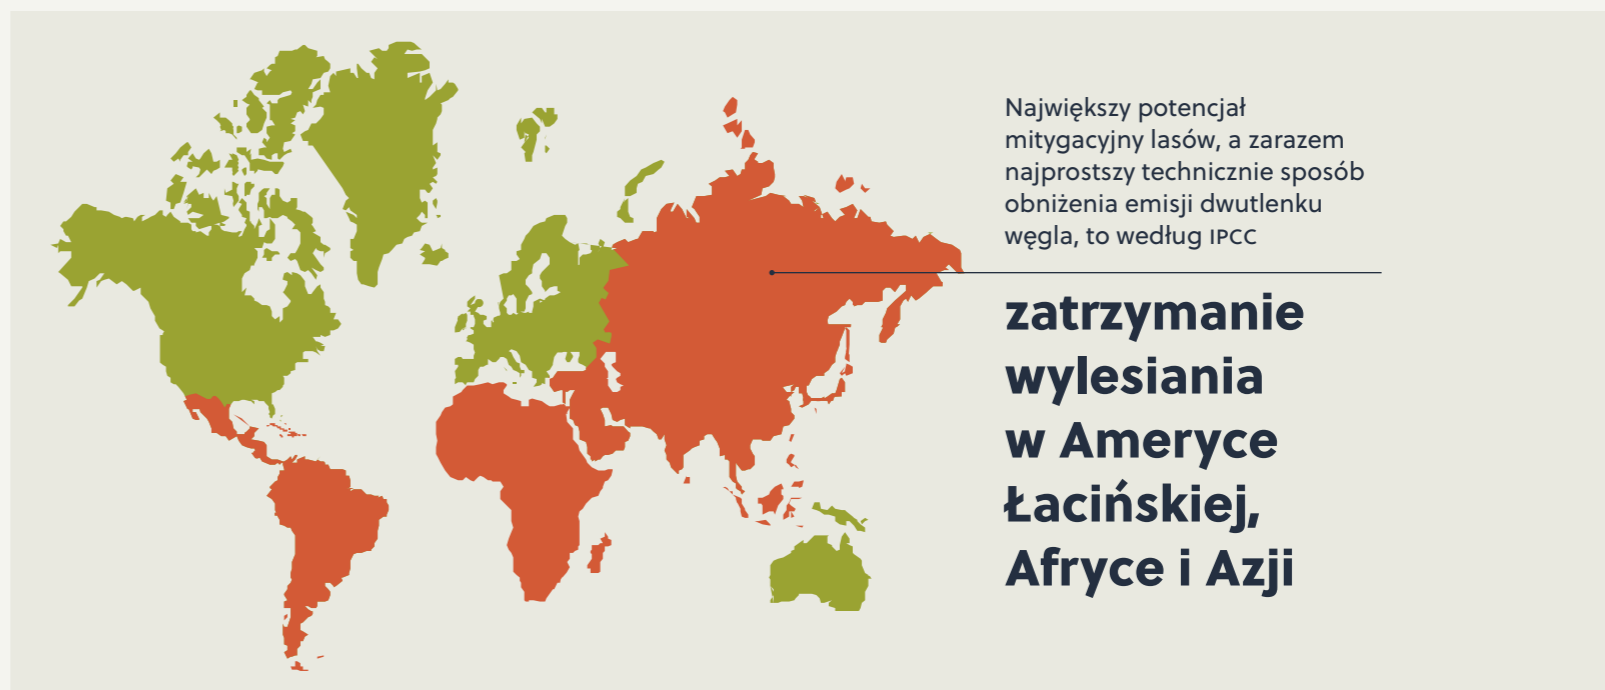 Największy potencjał
mitygacyjny lasów, a zarazem
najprostszy technicznie sposób
obniżenia emisji dwutlenku
węgla, to według IPCC
zatrzymanie
wylesiania
w Ameryce
Łacińskiej,
Afryce i Azji